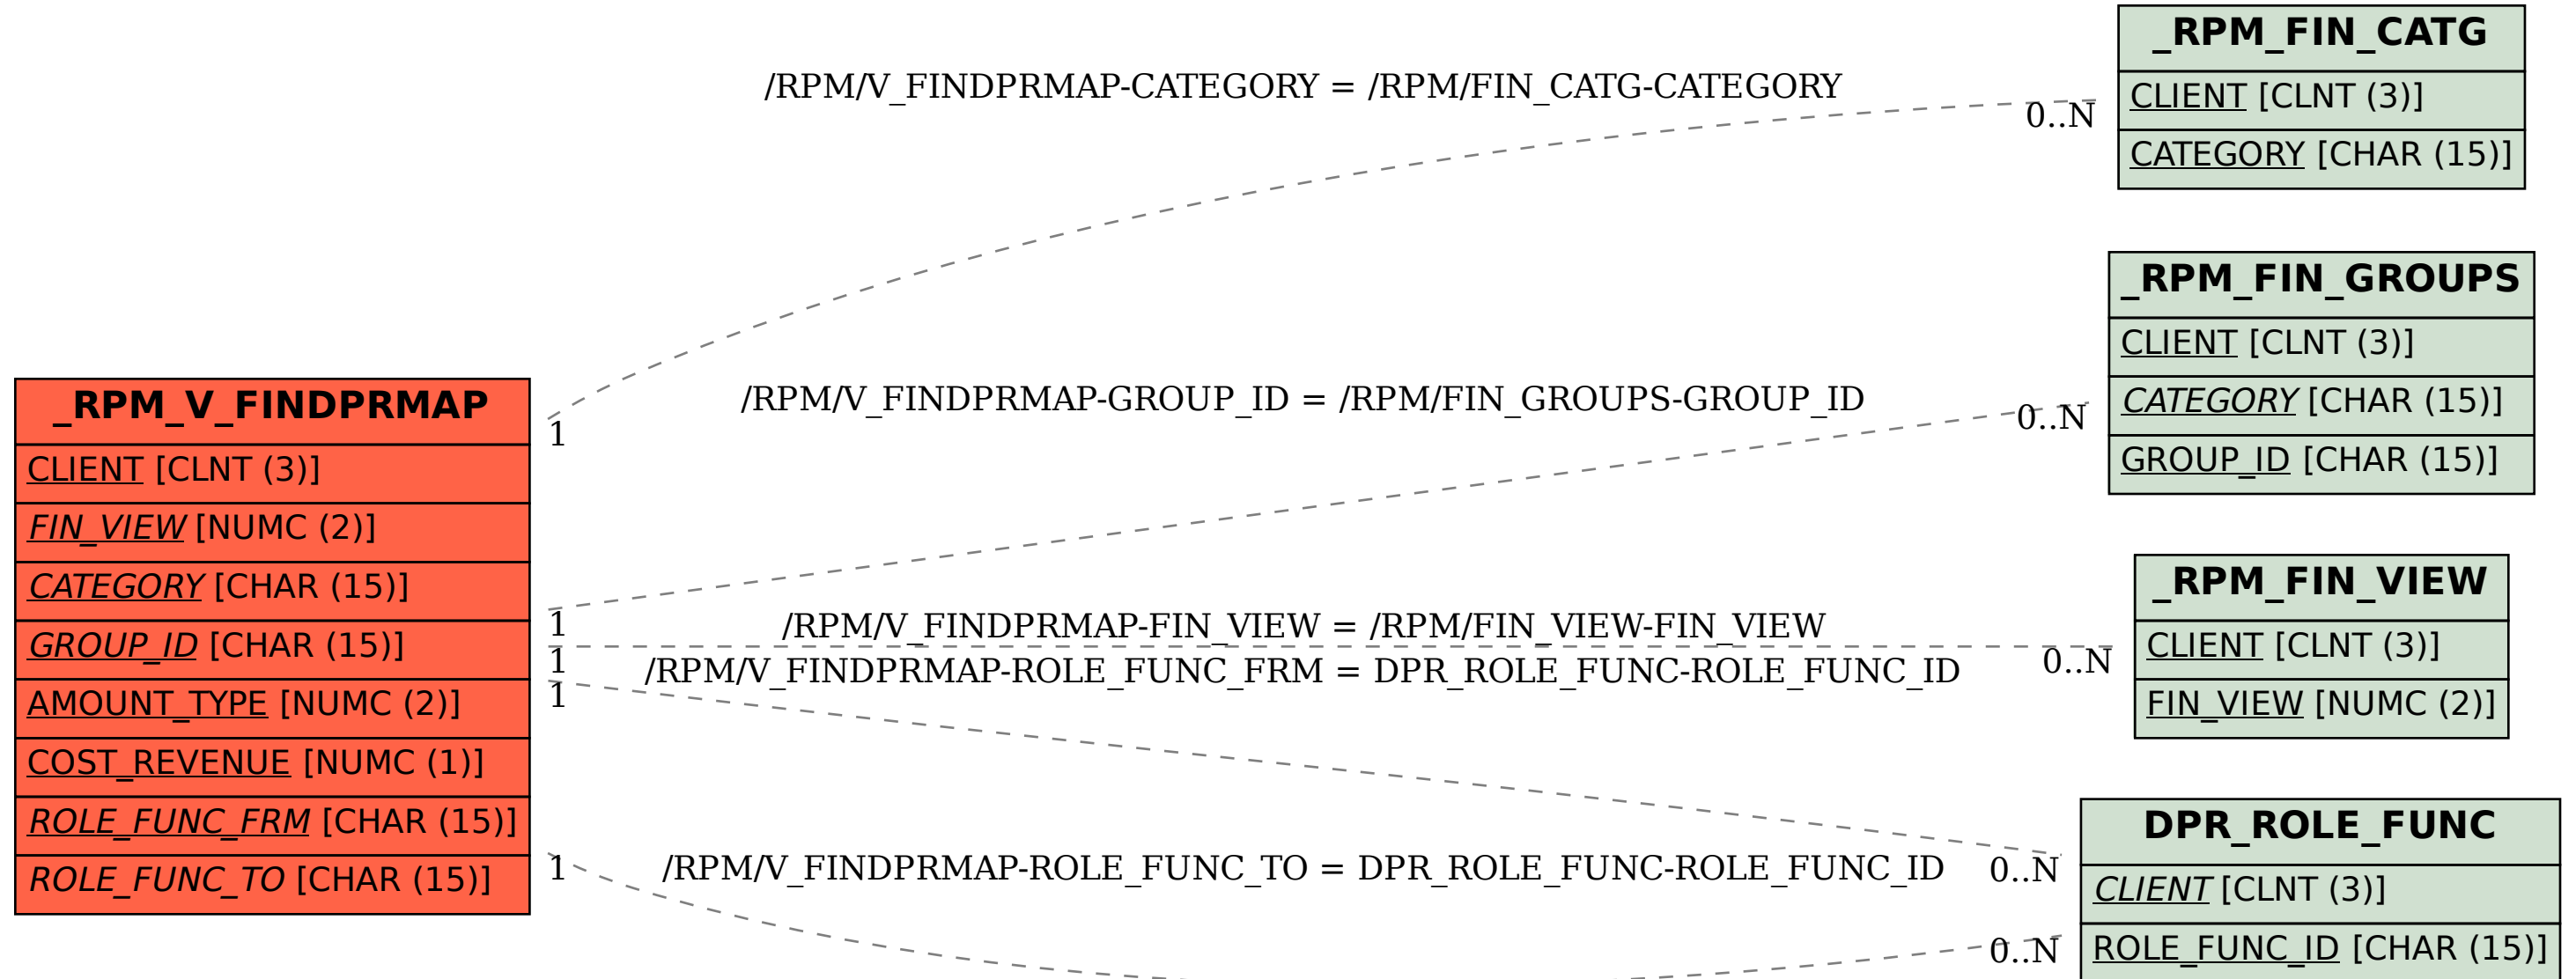 _RPM_V_FINDPRMAP
CLIENT [CLNT (3)]
FIN_VIEW [NUMC (2)]
CATEGORY [CHAR (15)]
GROUP_ID [CHAR (15)]
AMOUNT_TYPE [NUMC (2)]
COST_REVENUE [NUMC (1)]
ROLE_FUNC_FRM [CHAR (15)]
ROLE_FUNC_TO [CHAR (15)]
/RPM/V_FINDPRMAP-CATEGORY = /RPM/FIN_CATG-CATEGORY
1
0..N
/RPM/V_FINDPRMAP-GROUP_ID = /RPM/FIN_GROUPS-GROUP_ID
1
0..N
/RPM/V_FINDPRMAP-FIN_VIEW = /RPM/FIN_VIEW-FIN_VIEW
1
0..N
/RPM/V_FINDPRMAP-ROLE_FUNC_FRM = DPR_ROLE_FUNC-ROLE_FUNC_ID
1
0..N
/RPM/V_FINDPRMAP-ROLE_FUNC_TO = DPR_ROLE_FUNC-ROLE_FUNC_ID
1
0..N
_RPM_FIN_CATG
CLIENT [CLNT (3)]
CATEGORY [CHAR (15)]
_RPM_FIN_GROUPS
CLIENT [CLNT (3)]
CATEGORY [CHAR (15)]
GROUP_ID [CHAR (15)]
_RPM_FIN_VIEW
CLIENT [CLNT (3)]
FIN_VIEW [NUMC (2)]
DPR_ROLE_FUNC
CLIENT [CLNT (3)]
ROLE_FUNC_ID [CHAR (15)]